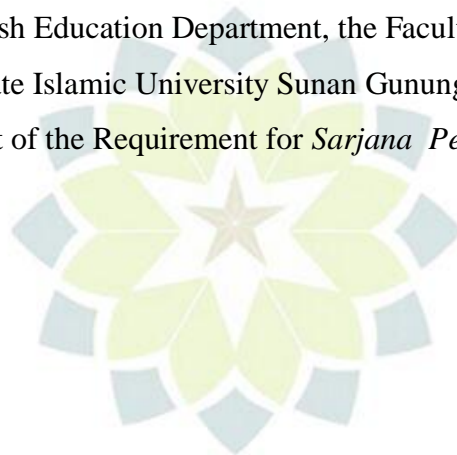 sh Education Department, the Facul
te Islamic University Sunan Gunung
t of the Requirement for Sarjana Pe